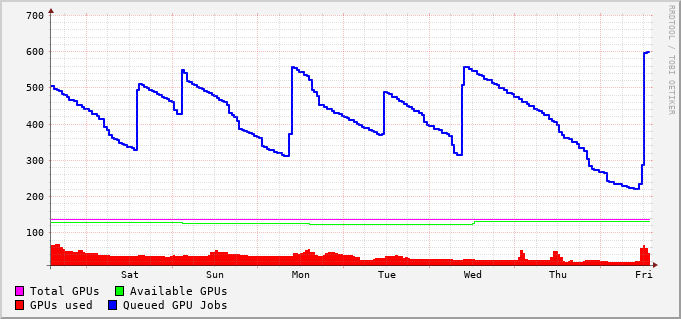 700
600
500
400
300
200
100
Sat Sun Mon Tue Wed Thu Fri
RRDTOOL / TOBI OETIKER
Total GPUs Available GPUs
GPUs used Queued GPU Jobs